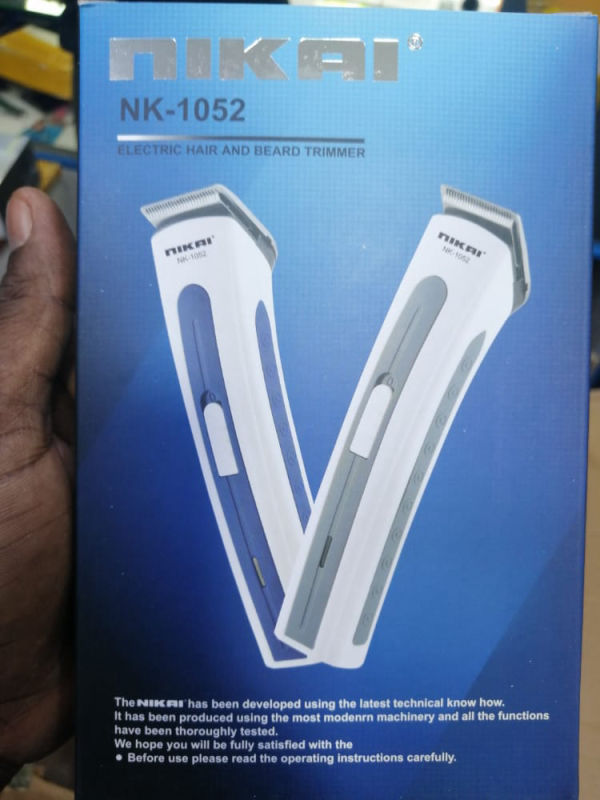 NIKAI
NK-1052
ELECTRIC HAIR AND BEARD TRIMMER
NIKAI
NK-1052
NIKAI
NK-1052
The NIKAI has been developed using the latest technical know how.
It has been produced using the most modenrn machinery and all the functions
have been thoroughly tested.
We hope you will be fully satisfied with the
● Before use please read the operating instructions carefully.